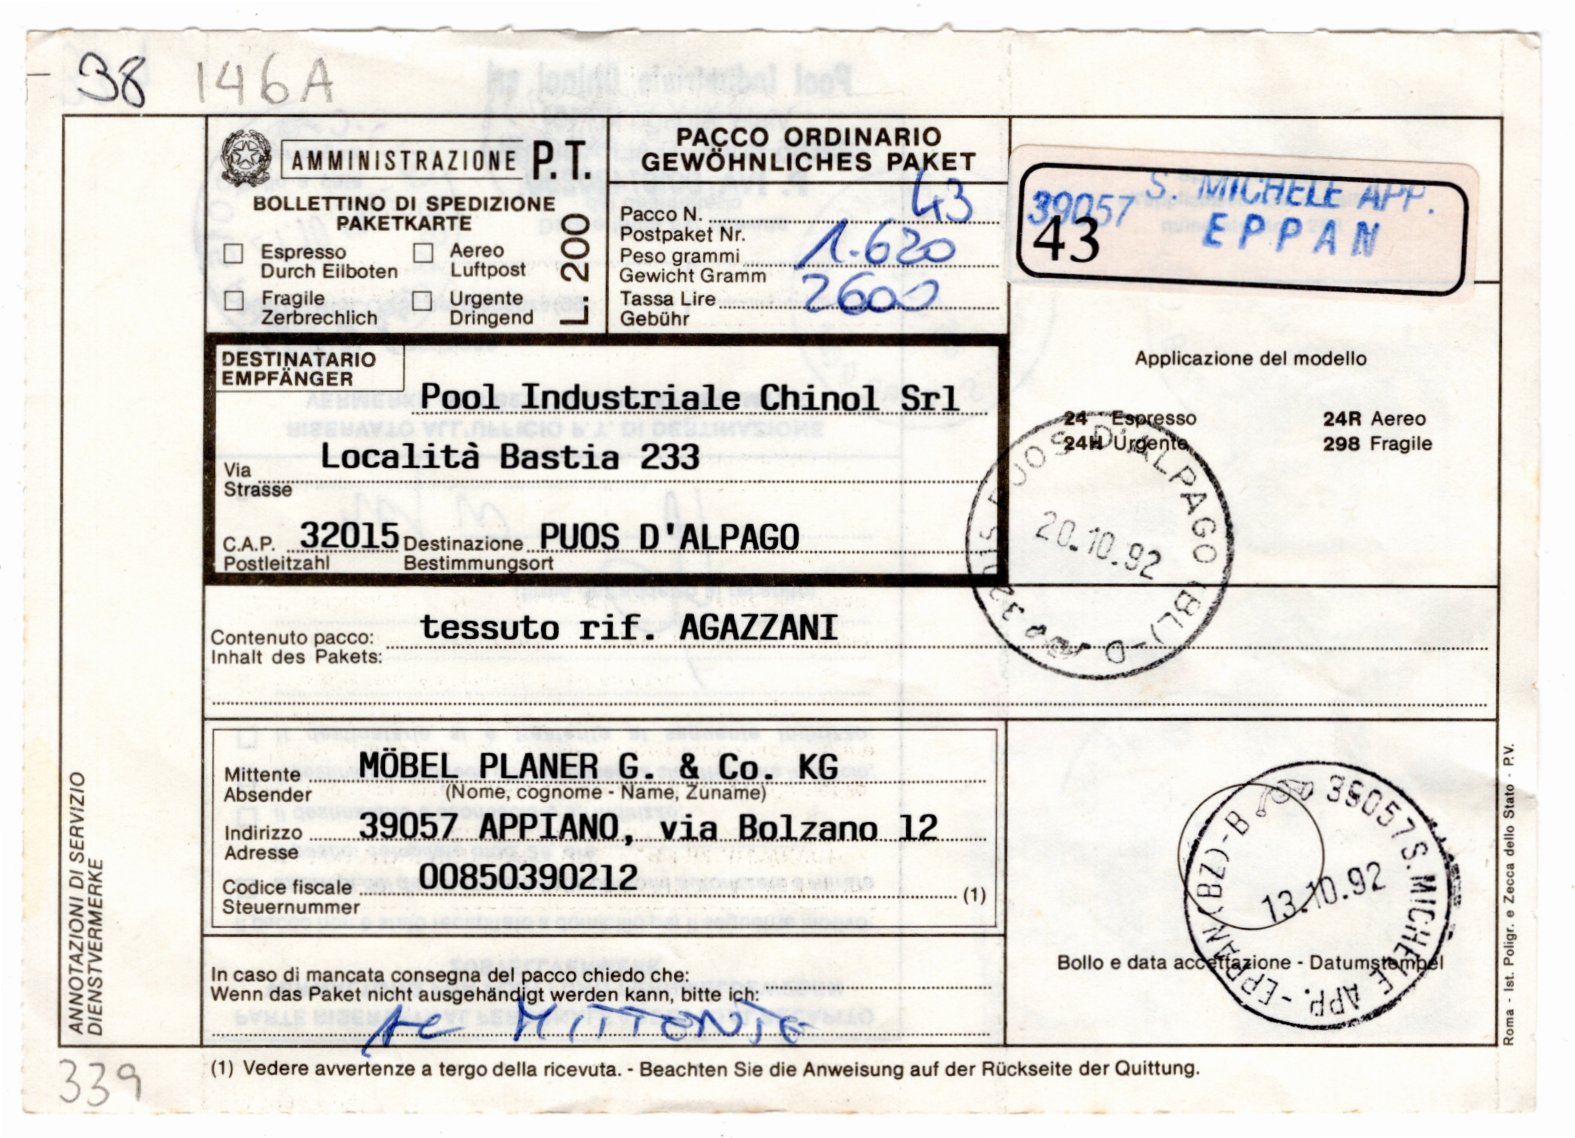 38 146A
AMMINISTRAZIONE P.T.
BOLLETTINO DI SPEDIZIONE
PAKETKARTE
Espresso
Durch Eilboten
Aereo
Luftpost
Fragile
Zerbrechlich
Urgente
Dringend
L. 200
PACCO ORDINARIO
GEWÖHNLICHES PAKET
Pacco N. 43
Postpaket Nr.
Peso grammi 1.620
Gewicht Gramm
Tassa Lire 2600
Gebühr
39057 S. MICHELE APP.
43 EPPAN
DESTINATARIO
EMPFÄNGER
Pool Industriale Chinol Srl
Località Bastia 233
Via
Strasse
C.A.P. 32015 Destinazione PUOS D'ALPAGO
Postleitzahl Bestimmungsort
Applicazione del modello
24 Espresso 24R Aereo
24H Urgente 298 Fragile
PUOS D'ALPAGO (BL)-D
20.10.92
Contenuto pacco: tessuto rif. AGAZZANI
Inhalt des Pakets:
Mittente MÖBEL PLANER G. & Co. KG
Absender (Nome, cognome - Name, Zuname)
Indirizzo 39057 APPIANO, via Bolzano 12
Adresse
Codice fiscale 00850390212 (1)
Steuernummer
39057 S. MICHELE APP. - EPPAN (BZ)-B
13.10.92
Bollo e data accettazione - Datumstempel
In caso di mancata consegna del pacco chiedo che:
Wenn das Paket nicht ausgehändigt werden kann, bitte ich:
AL MITTENTE
ANNOTAZIONI DI SERVIZIO
DIENSTVERMERKE
Roma - Ist. Poligr. e Zecca dello Stato - P.V.
339
(1) Vedere avvertenze a tergo della ricevuta. - Beachten Sie die Anweisung auf der Rückseite der Quittung.